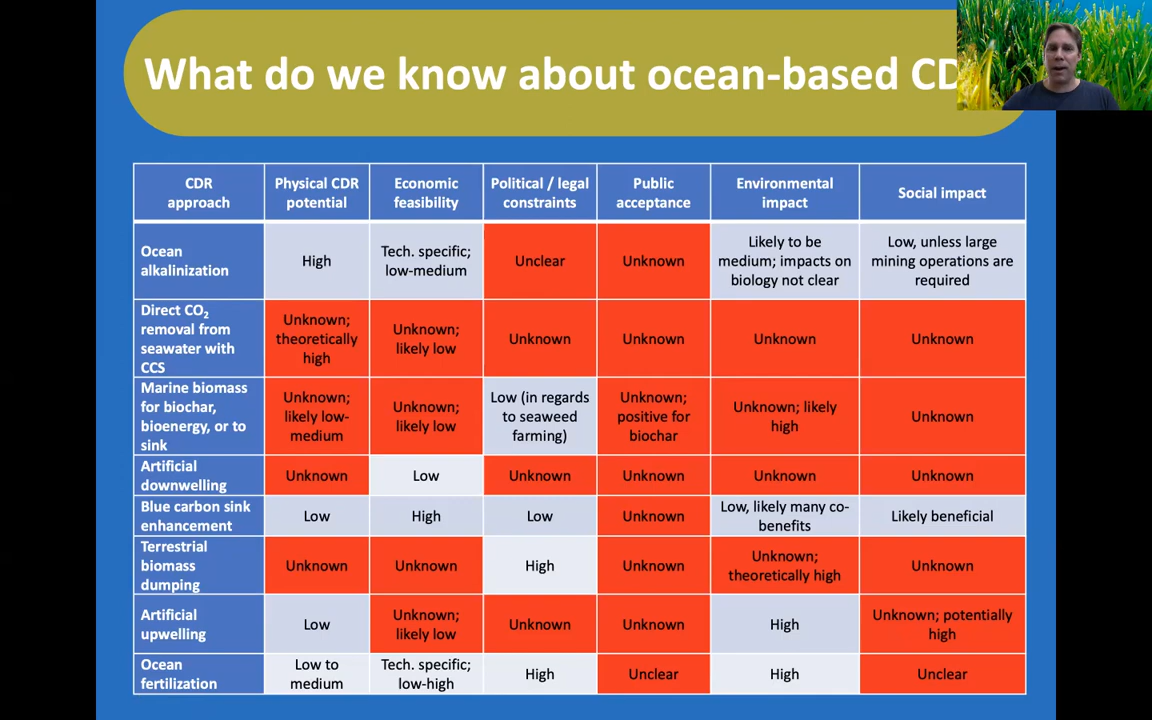 What do we know about ocean-based CD
CDR
approach
Physical CDR
potential
Economic
feasibility
Political / legal
constraints
Public
acceptance
Environmental
impact
Social impact
Ocean
alkalinization
High
Tech. specific;
low-medium
Unclear
Unknown
Likely to be
medium; impacts on
biology not clear
Low, unless large
mining operations are
required
Direct CO₂
removal from
seawater with
CCS
Unknown;
theoretically
high
Unknown;
likely low
Unknown
Unknown
Unknown
Unknown
Marine biomass
for biochar,
bioenergy, or to
sink
Unknown;
likely low-
medium
Unknown;
likely low
Low (in regards
to seaweed
farming)
Unknown;
positive for
biochar
Unknown; likely
high
Unknown
Artificial
downwelling
Unknown
Low
Unknown
Unknown
Unknown
Unknown
Blue carbon sink
enhancement
Low
High
Low
Unknown
Low, likely many co-
benefits
Likely beneficial
Terrestrial
biomass
dumping
Unknown
Unknown
High
Unknown
Unknown;
theoretically high
Unknown
Artificial
upwelling
Low
Unknown;
likely low
Unknown
Unknown
High
Unknown; potentially
high
Ocean
fertilization
Low to
medium
Tech. specific;
low-high
High
Unclear
High
Unclear